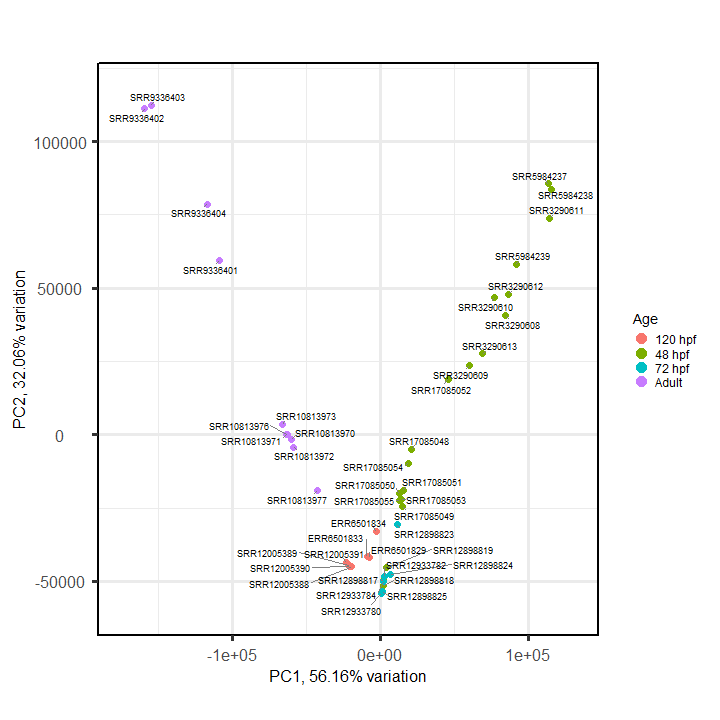 SRR9336403
SRR9336402
100000
SRR5984237
SRR5984238
SRR9336404
SRR3290611
SRR5984239
SRR9336401
50000
SRR3290612
SRR3290610
SRR3290608
Age
120 hpf
48 hpf
72 hpf
Adult
SRR3290613
SRR3290609
SRR17085052
PC2, 32.06% variation
SRR10813973
SRR10813976
SRR10813970
0
SRR10813971
SRR17085048
SRR10813972
SRR17085054
SRR17085050
SRR17085051
SRR10813977
SRR17085055
SRR17085053
SRR17085049
ERR6501834
SRR12898823
ERR6501833
SRR12005389
SRR12005391
ERR6501829
SRR12898819
SRR12005390
SRR12933782
SRR12898824
-50000
SRR12005388
SRR12898817
SRR12898818
SRR12933784
SRR12898825
SRR12933780
-1e+05
0e+00
1e+05
PC1, 56.16% variation